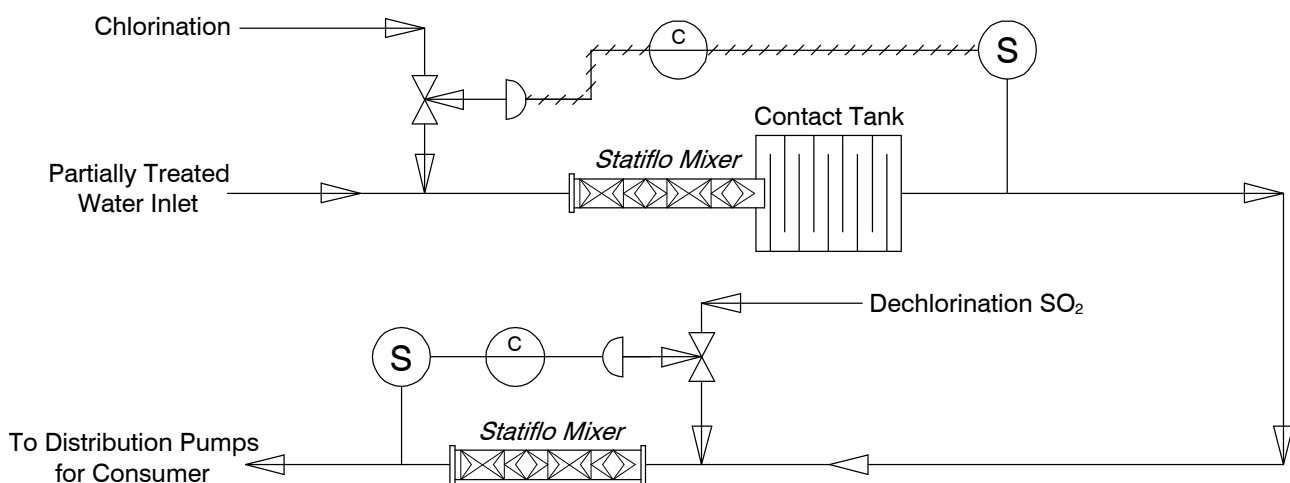 Chlorination
C
S
Contact Tank
Statiflo Mixer
Partially Treated
Water Inlet
Dechlorination SO₂
S
C
Statiflo Mixer
To Distribution Pumps
for Consumer